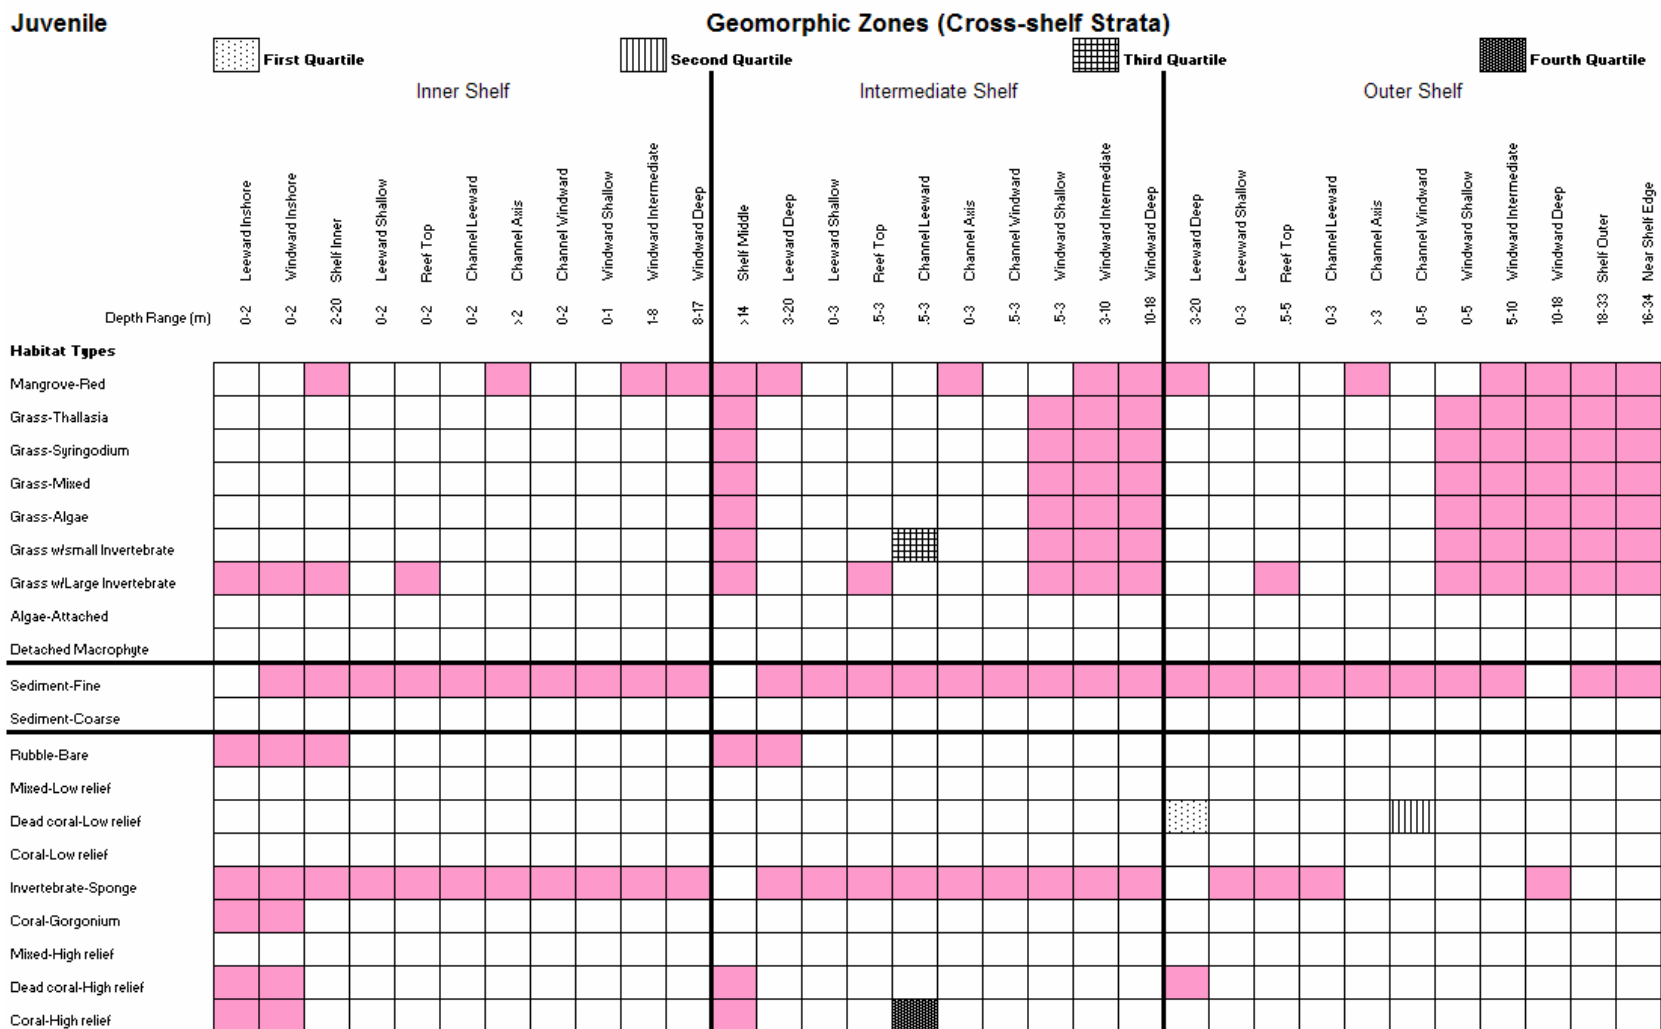 Juvenile
Geomorphic Zones (Cross-shelf Strata)
First Quartile
Second Quartile
Third Quartile
Fourth Quartile
Inner Shelf
Intermediate Shelf
Outer Shelf
Leeward Inshore
Windward Inshore
Shelf Inner
Leeward Shallow
Reef Top
Channel Leeward
Channel Axis
Channel Windward
Windward Shallow
Windward Intermediate
Windward Deep
Shelf Middle
Leeward Deep
Leeward Shallow
Reef Top
Channel Leeward
Channel Axis
Channel Windward
Windward Shallow
Windward Intermediate
Windward Deep
Leeward Deep
Leeward Shallow
Reef Top
Channel Leeward
Channel Axis
Channel Windward
Windward Shallow
Windward Intermediate
Windward Deep
Shelf Outer
Near Shelf Edge
Depth Range (m)
0-2
0-2
2-20
0-2
0-2
0-2
>2
0-2
0-1
1-8
8-17
>14
3-20
0-3
.5-3
.5-3
0-3
.5-3
.5-3
3-10
10-18
3-20
0-3
.5-5
0-3
>3
0-5
0-5
5-10
10-18
18-33
16-34
Habitat Types
Mangrove-Red
Grass-Thallasia
Grass-Syringodium
Grass-Mixed
Grass-Algae
Grass w/small Invertebrate
Grass w/Large Invertebrate
Algae-Attached
Detached Macrophyte
Sediment-Fine
Sediment-Coarse
Rubble-Bare
Mixed-Low relief
Dead coral-Low relief
Coral-Low relief
Invertebrate-Sponge
Coral-Gorgonium
Mixed-High relief
Dead coral-High relief
Coral-High relief